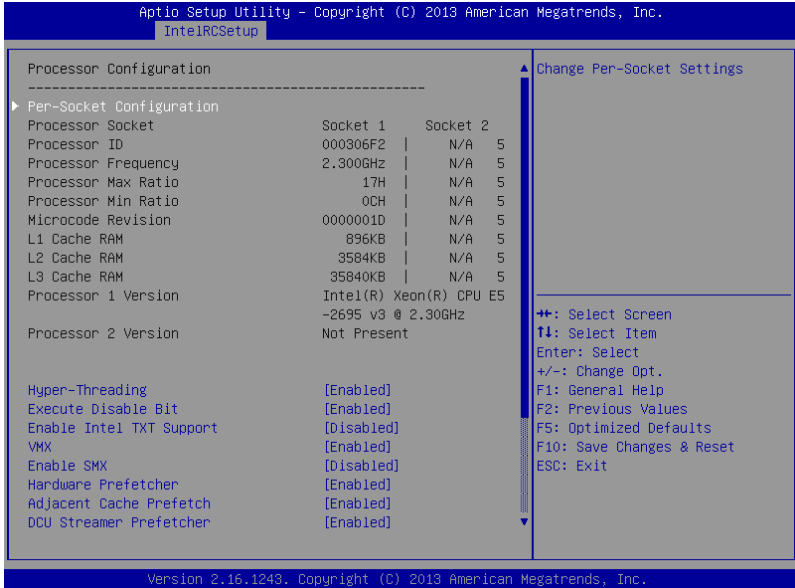 Aptio Setup Utility - Copyright (C) 2013 American Megatrends, Inc.
IntelRCSetup
Processor Configuration
--------------------------------------------------
Per-Socket Configuration
Processor Socket Socket 1 Socket 2
Processor ID 000306F2 | N/A 5
Processor Frequency 2.300GHz | N/A 5
Processor Max Ratio 17H | N/A 5
Processor Min Ratio 0CH | N/A 5
Microcode Revision 0000001D | N/A 5
L1 Cache RAM 896KB | N/A 5
L2 Cache RAM 3584KB | N/A 5
L3 Cache RAM 35840KB | N/A 5
Processor 1 Version Intel(R) Xeon(R) CPU E5
-2695 v3 @ 2.30GHz
Processor 2 Version Not Present
Hyper-Threading [Enabled]
Execute Disable Bit [Enabled]
Enable Intel TXT Support [Disabled]
VMX [Enabled]
Enable SMX [Disabled]
Hardware Prefetcher [Enabled]
Adjacent Cache Prefetch [Enabled]
DCU Streamer Prefetcher [Enabled]
Change Per-Socket Settings
→←: Select Screen
↑↓: Select Item
Enter: Select
+/-: Change Opt.
F1: General Help
F2: Previous Values
F5: Optimized Defaults
F10: Save Changes & Reset
ESC: Exit
Version 2.16.1243. Copyright (C) 2013 American Megatrends, Inc.